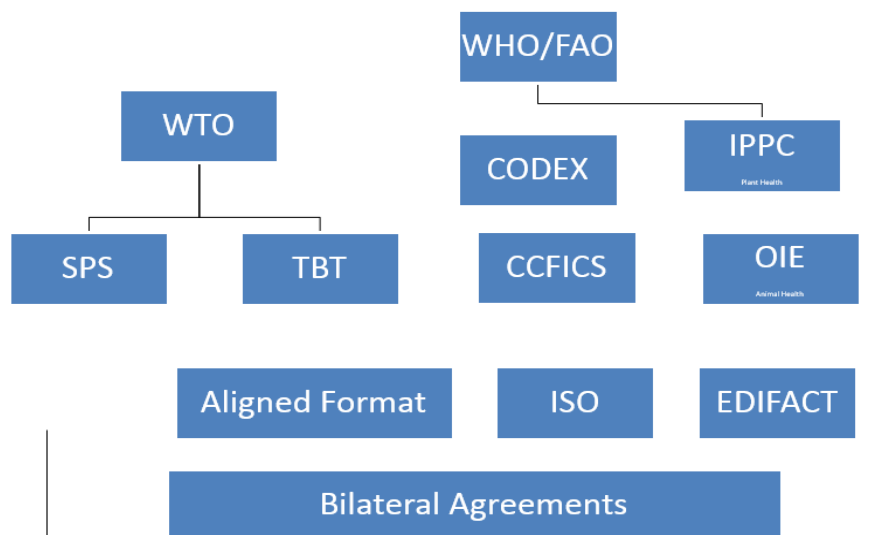 WHO/FAO
WTO
CODEX
IPPC
Plant Health
SPS
TBT
CCFICS
OIE
Animal Health
Aligned Format
ISO
EDIFACT
Bilateral Agreements